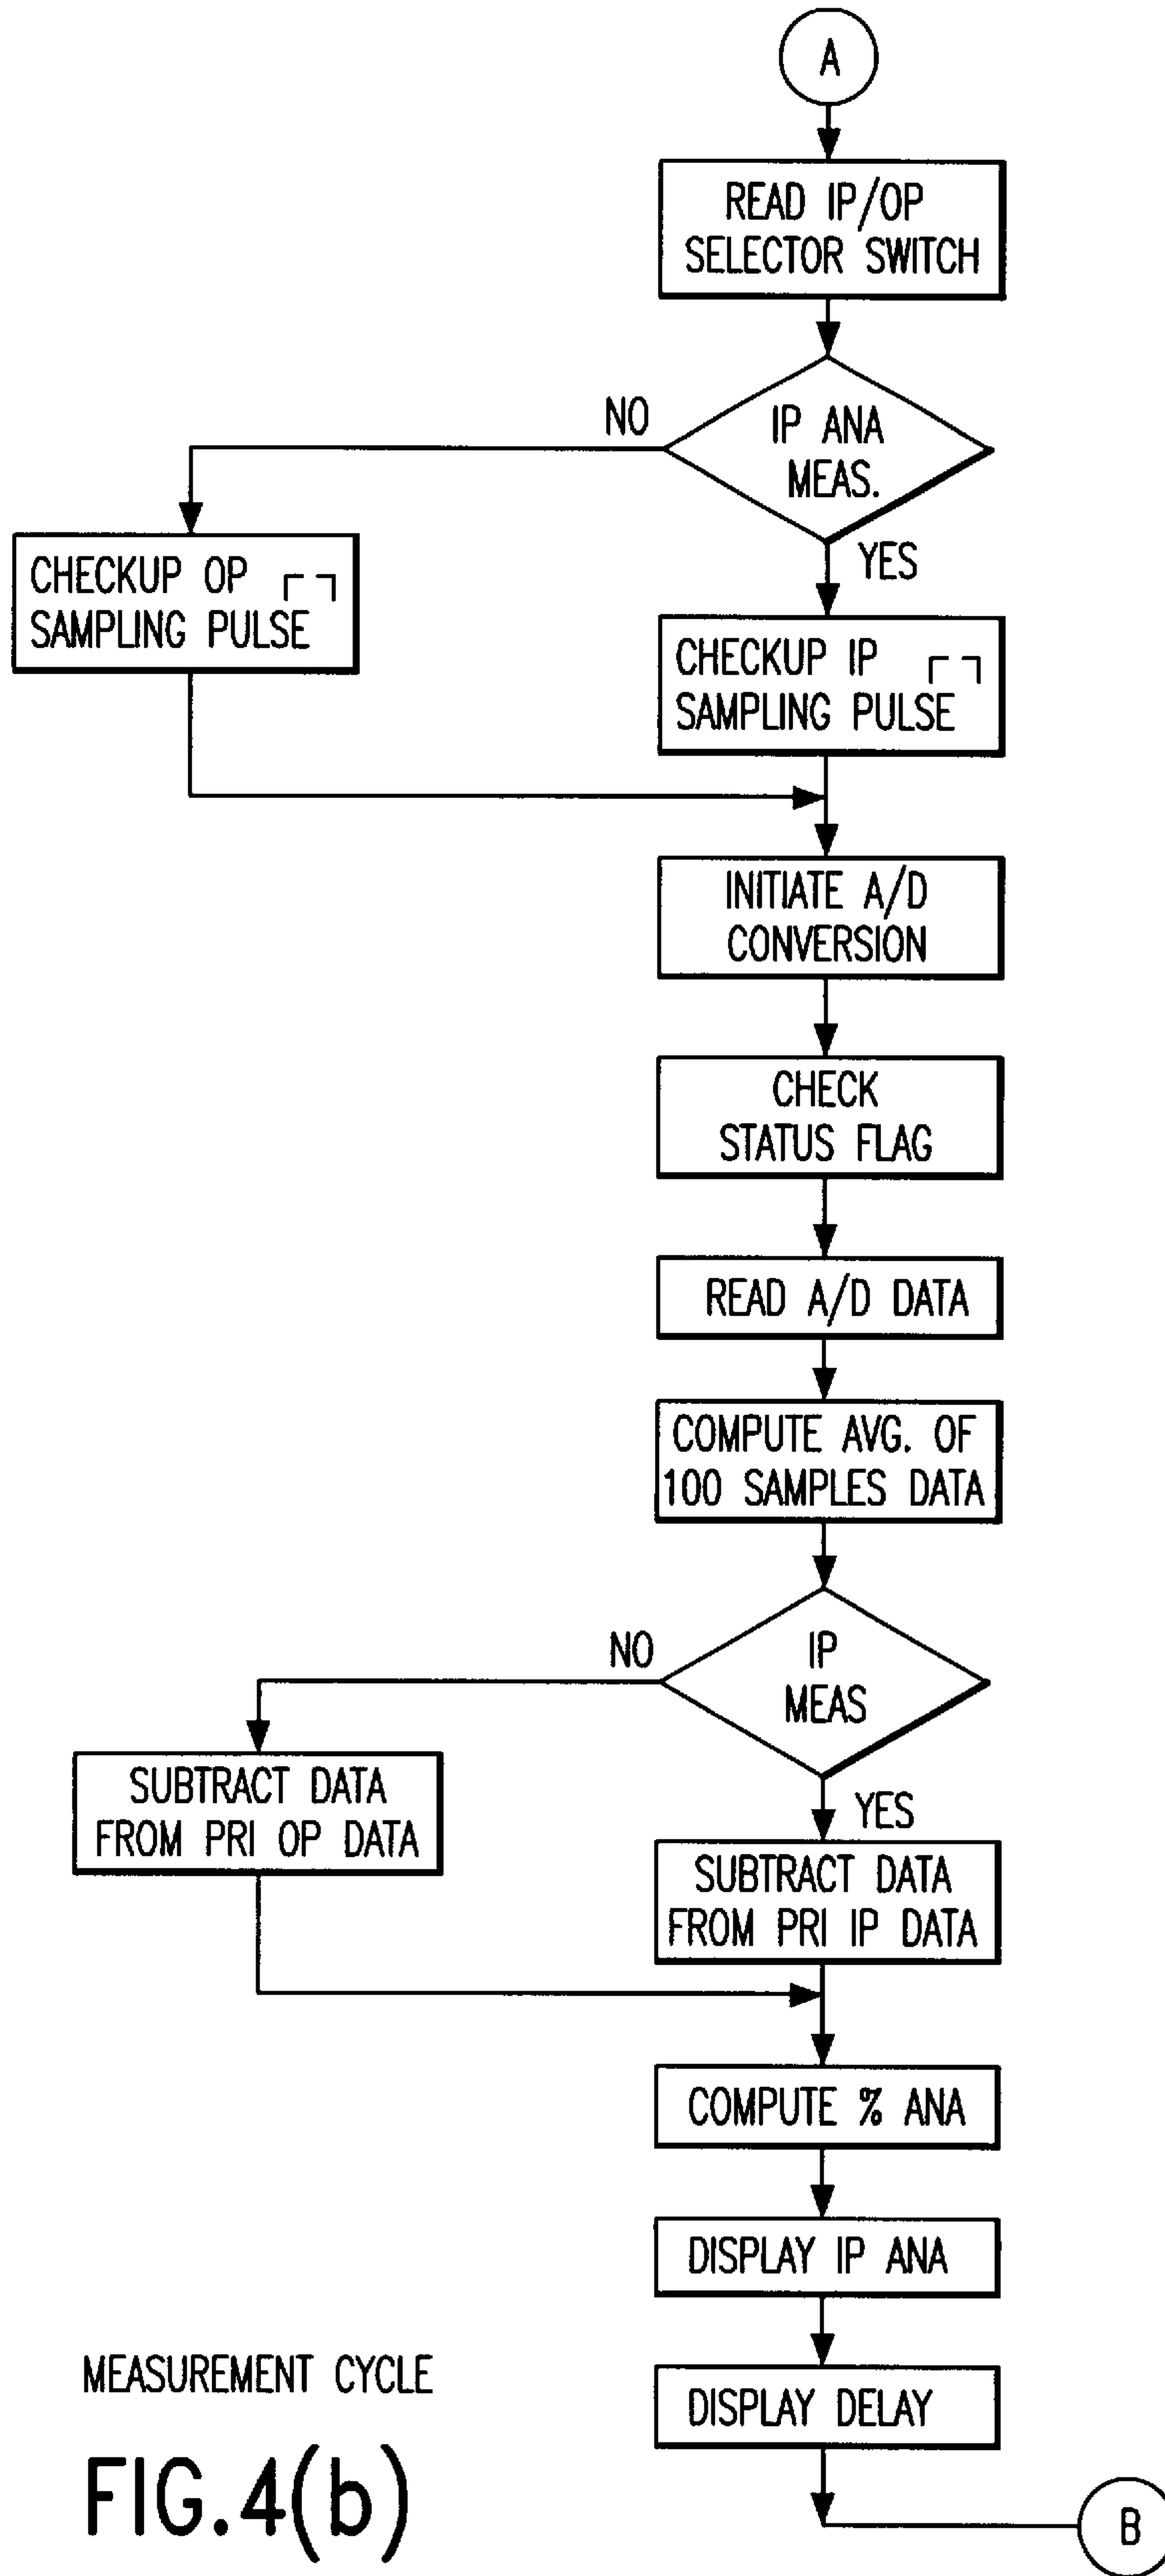 A
READ IP/OP
SELECTOR SWITCH
IP ANA
MEAS.
NO
YES
CHECKUP OP
SAMPLING PULSE
CHECKUP IP
SAMPLING PULSE
INITIATE A/D
CONVERSION
CHECK
STATUS FLAG
READ A/D DATA
COMPUTE AVG. OF
100 SAMPLES DATA
IP
MEAS
NO
YES
SUBTRACT DATA
FROM PRI OP DATA
SUBTRACT DATA
FROM PRI IP DATA
COMPUTE % ANA
DISPLAY IP ANA
DISPLAY DELAY
B
MEASUREMENT CYCLE
FIG.4(b)